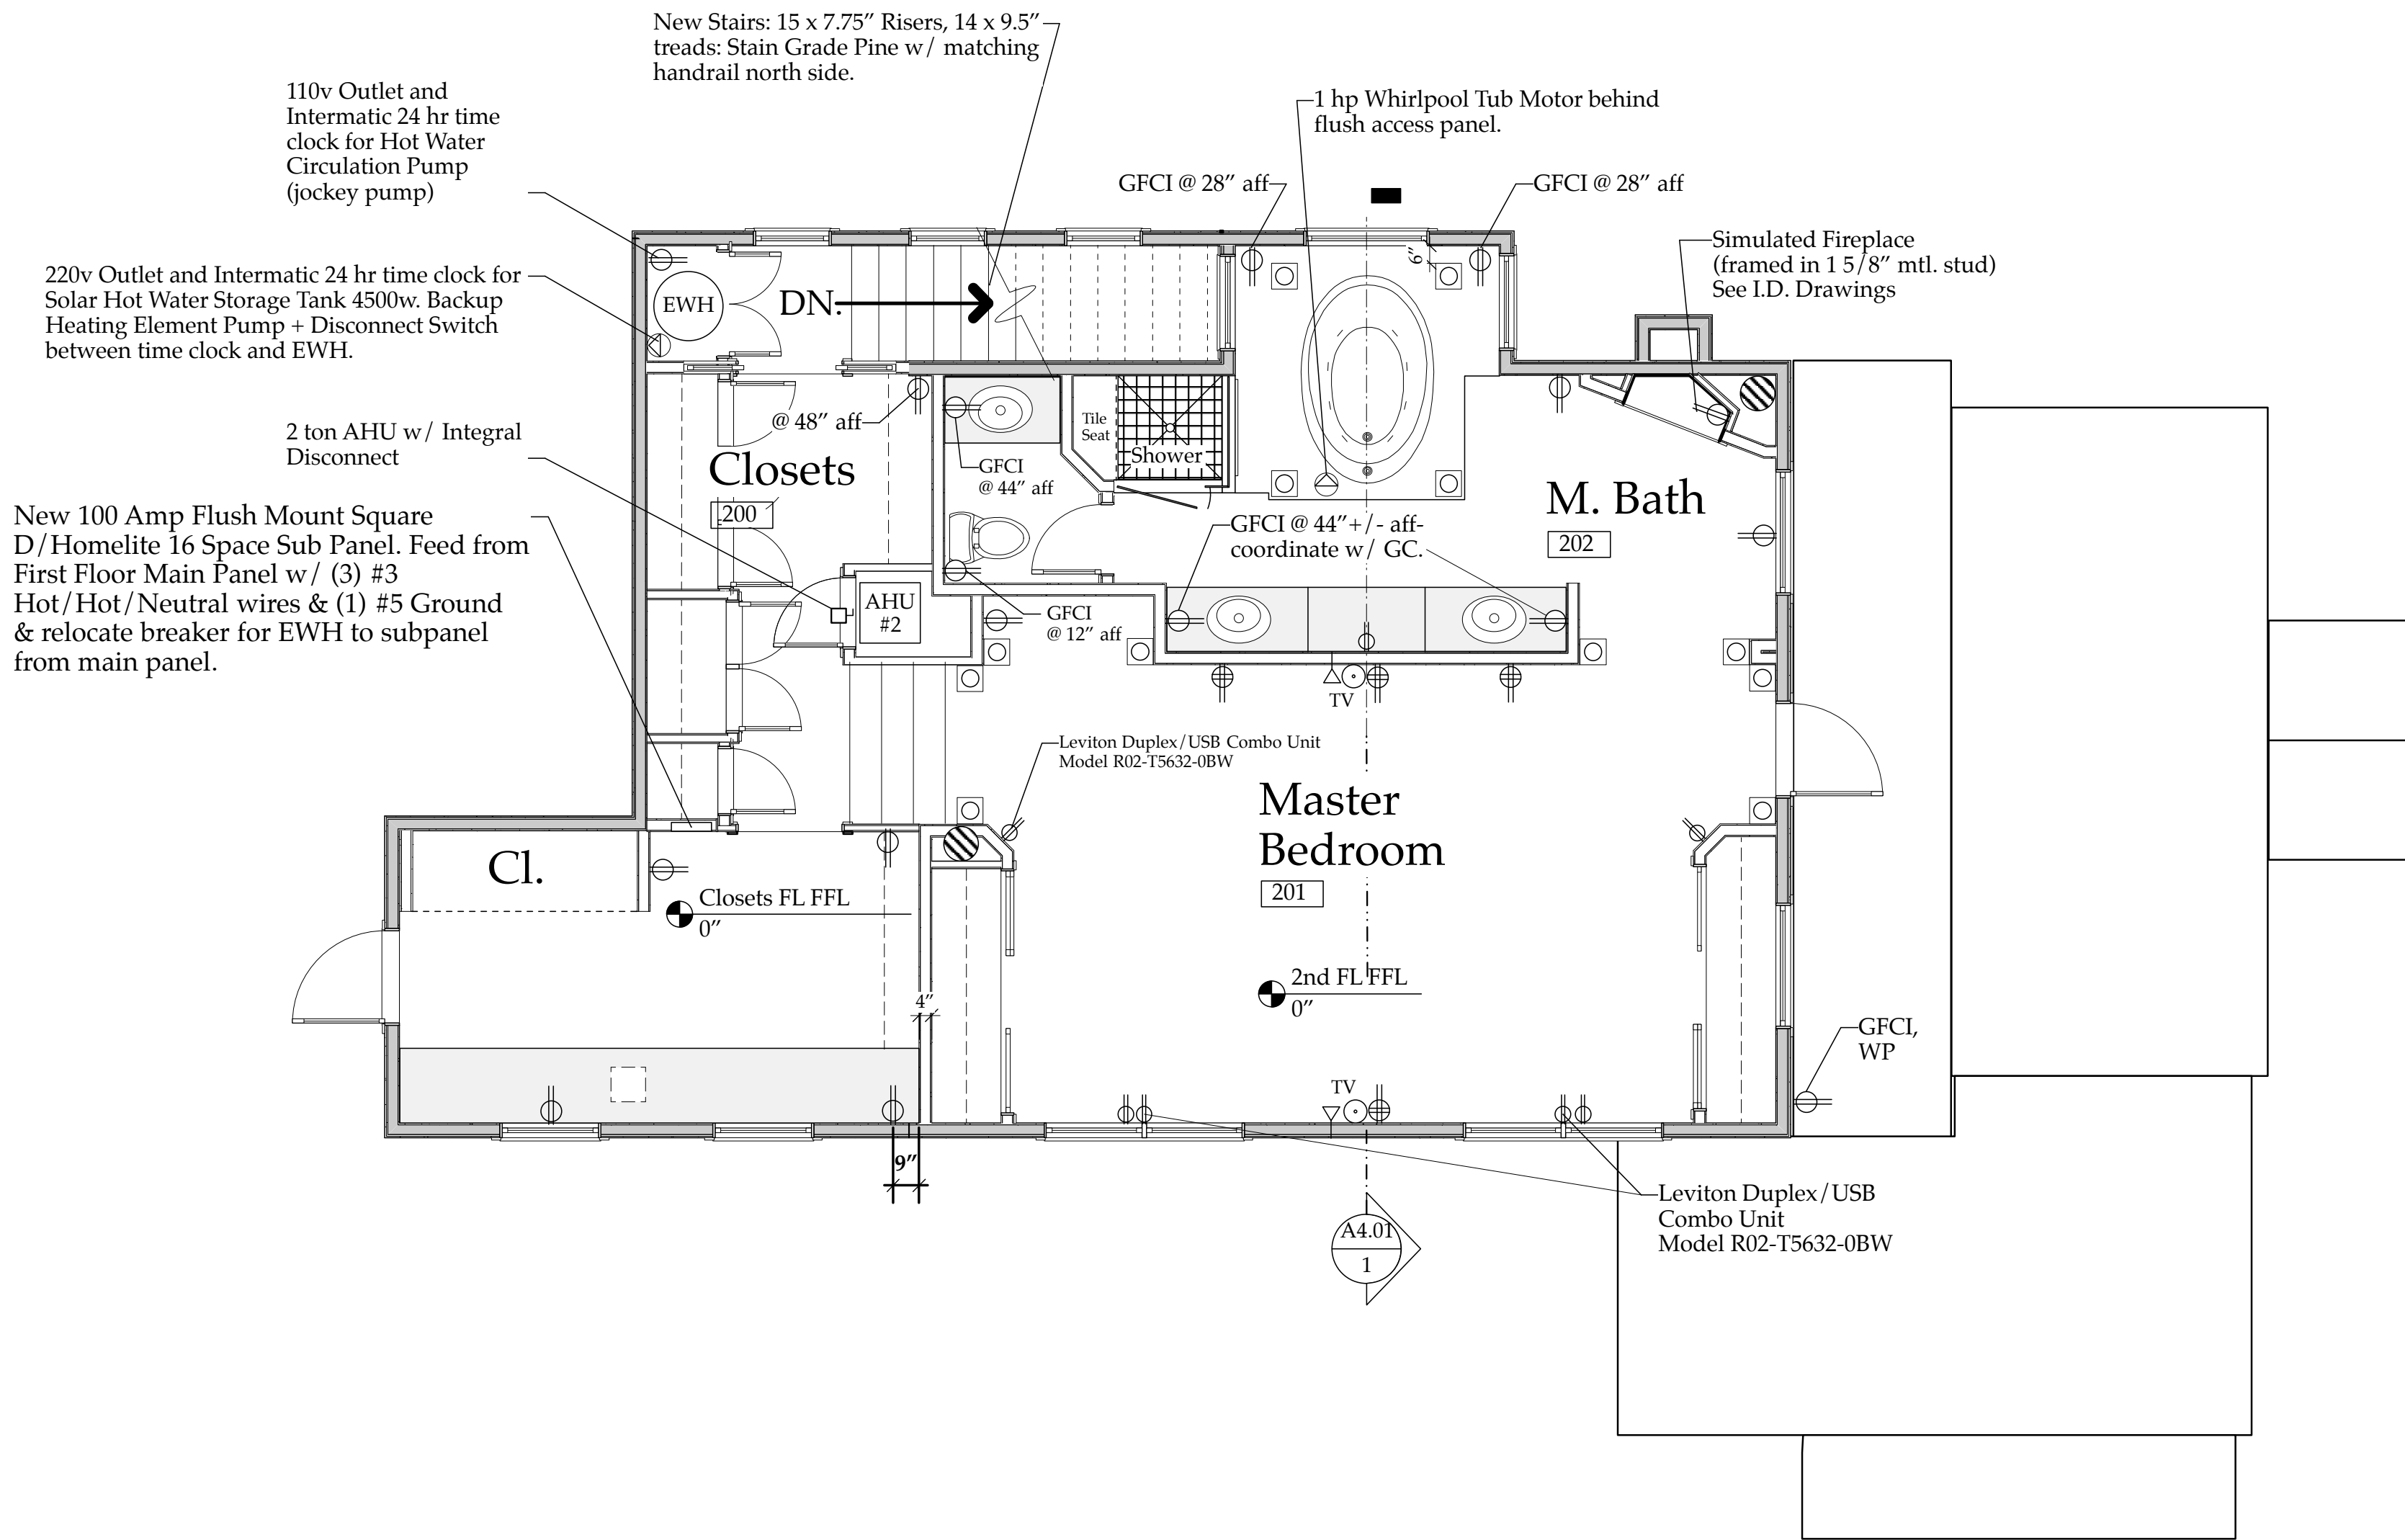 New Stairs: 15 x 7.75” Risers, 14 x 9.5”
treads: Stain Grade Pine w/ matching
handrail north side.
110v Outlet and
Intermatic 24 hr time
clock for Hot Water
Circulation Pump
(jockey pump)
1 hp Whirlpool Tub Motor behind
flush access panel.
GFCI @ 28” aff
GFCI @ 28” aff
Simulated Fireplace
(framed in 1 5/8” mtl. stud)
See I.D. Drawings
220v Outlet and Intermatic 24 hr time clock for
Solar Hot Water Storage Tank 4500w. Backup
Heating Element Pump + Disconnect Switch
between time clock and EWH.
EWH
DN.
6”
2 ton AHU w/ Integral
Disconnect
@ 48” aff
Closets
200
Tile
Seat
Shower
GFCI
@ 44” aff
M. Bath
202
New 100 Amp Flush Mount Square
D/Homelite 16 Space Sub Panel. Feed from
First Floor Main Panel w/ (3) #3
Hot/Hot/Neutral wires & (1) #5 Ground
& relocate breaker for EWH to subpanel
from main panel.
GFCI @ 44”+/- aff-
coordinate w/ GC.
AHU
#2
GFCI
@ 12” aff
TV
Leviton Duplex/USB Combo Unit
Model R02-T5632-0BW
Master
Bedroom
201
Cl.
Closets FL FFL
0”
2nd FL FFL
0”
4”
GFCI,
WP
TV
9”
Leviton Duplex/USB
Combo Unit
Model R02-T5632-0BW
A4.01
1